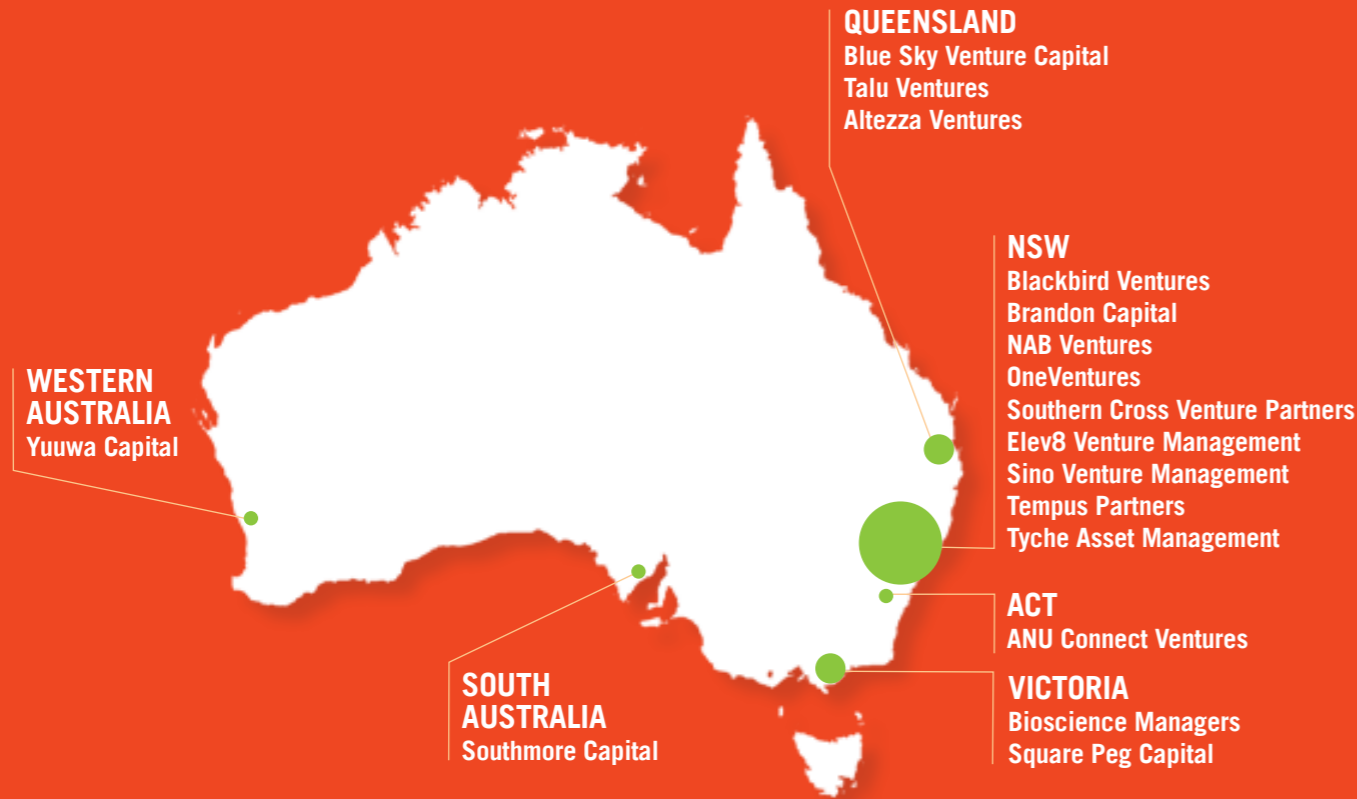 QUEENSLAND
Blue Sky Venture Capital
Talu Ventures
Altezza Ventures
NSW
Blackbird Ventures
Brandon Capital
NAB Ventures
OneVentures
Southern Cross Venture Partners
Elev8 Venture Management
Sino Venture Management
Tempus Partners
Tyche Asset Management
WESTERN
AUSTRALIA
Yuuwa Capital
ACT
ANU Connect Ventures
SOUTH
AUSTRALIA
Southmore Capital
VICTORIA
Bioscience Managers
Square Peg Capital